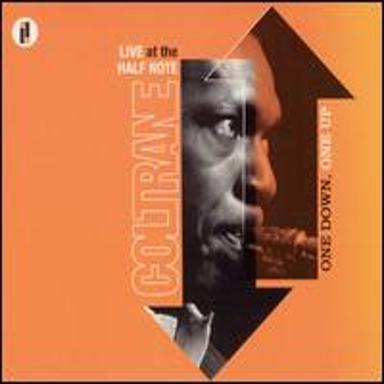 LIVE at the
HALF NOTE
COLTRANE
ONE DOWN, ONE UP